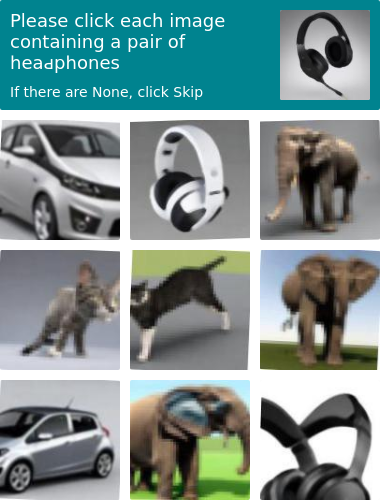 Please click each image
containing a pair of
headphones
If there are None, click Skip